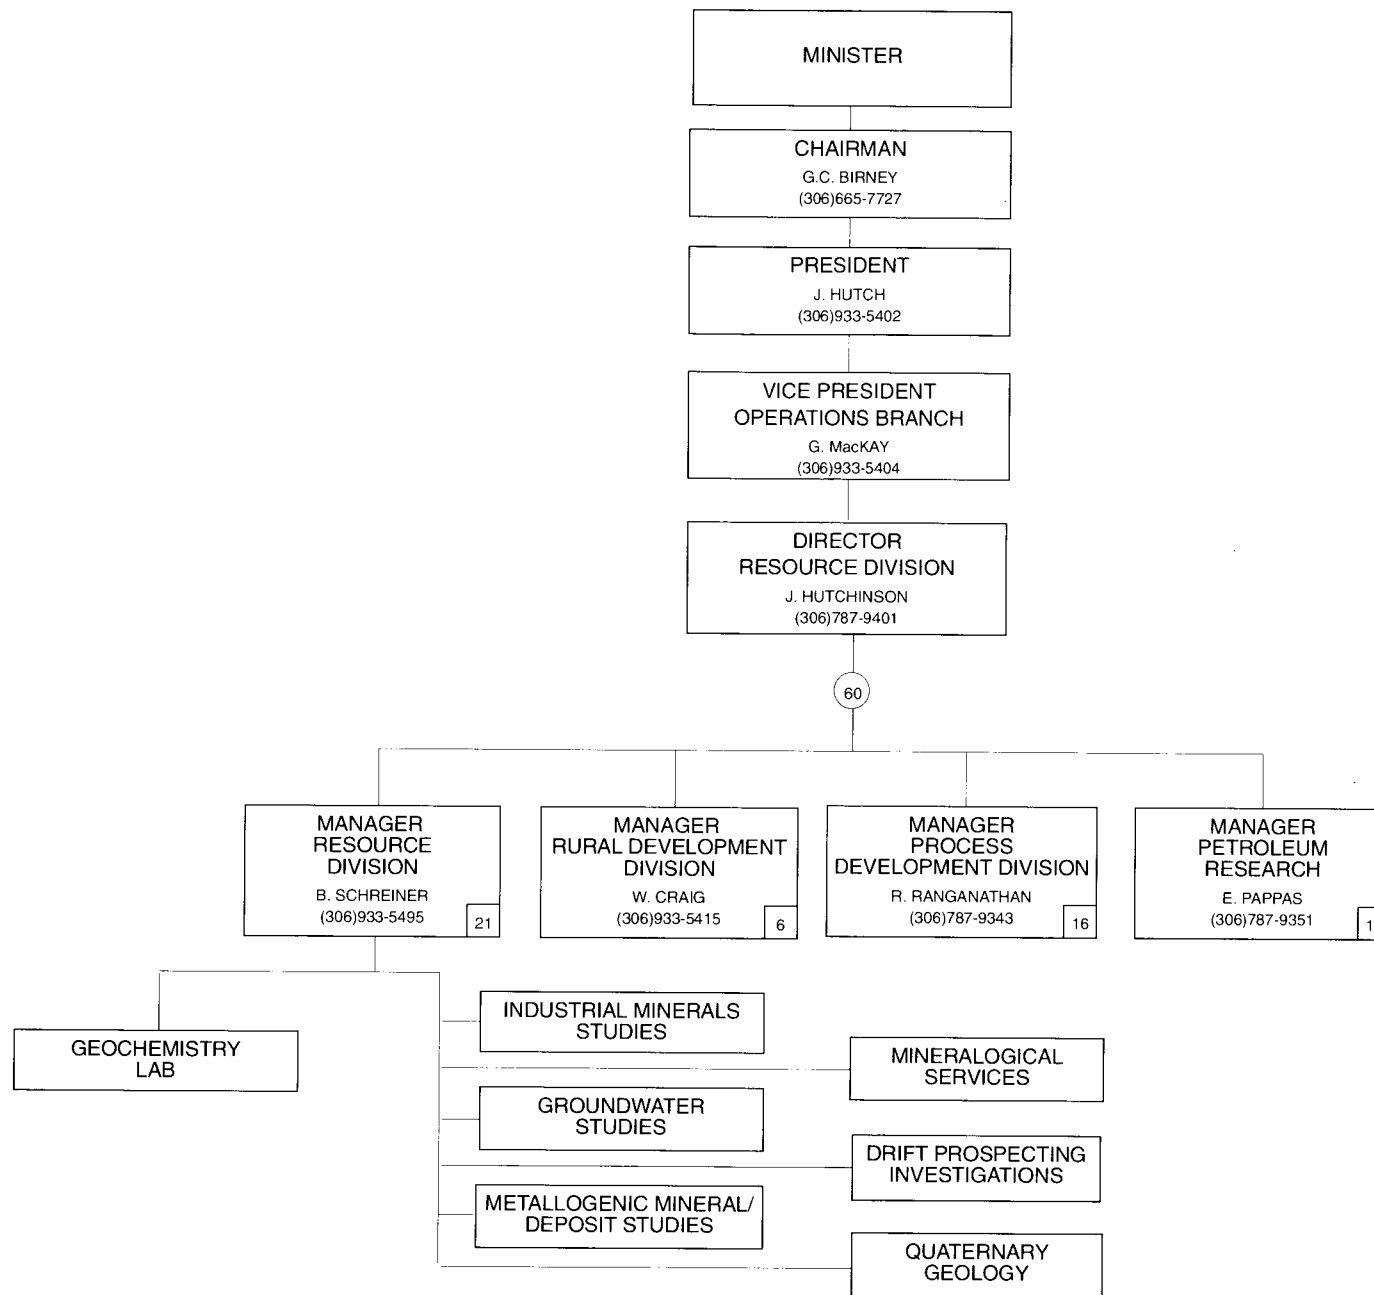 MINISTER
CHAIRMAN
G.C. BIRNEY
(306)665-7727
PRESIDENT
J. HUTCH
(306)933-5402
VICE PRESIDENT
OPERATIONS BRANCH
G. MacKAY
(306)933-5404
DIRECTOR
RESOURCE DIVISION
J. HUTCHINSON
(306)787-9401
60
MANAGER
RESOURCE
DIVISION
B. SCHREINER
(306)933-5495
21
MANAGER
RURAL DEVELOPMENT
DIVISION
W. CRAIG
(306)933-5415
6
MANAGER
PROCESS
DEVELOPMENT DIVISION
R. RANGANATHAN
(306)787-9343
16
MANAGER
PETROLEUM
RESEARCH
E. PAPPAS
(306)787-9351
GEOCHEMISTRY
LAB
INDUSTRIAL MINERALS
STUDIES
MINERALOGICAL
SERVICES
GROUNDWATER
STUDIES
DRIFT PROSPECTING
INVESTIGATIONS
METALLOGENIC MINERAL/
DEPOSIT STUDIES
QUATERNARY
GEOLOGY